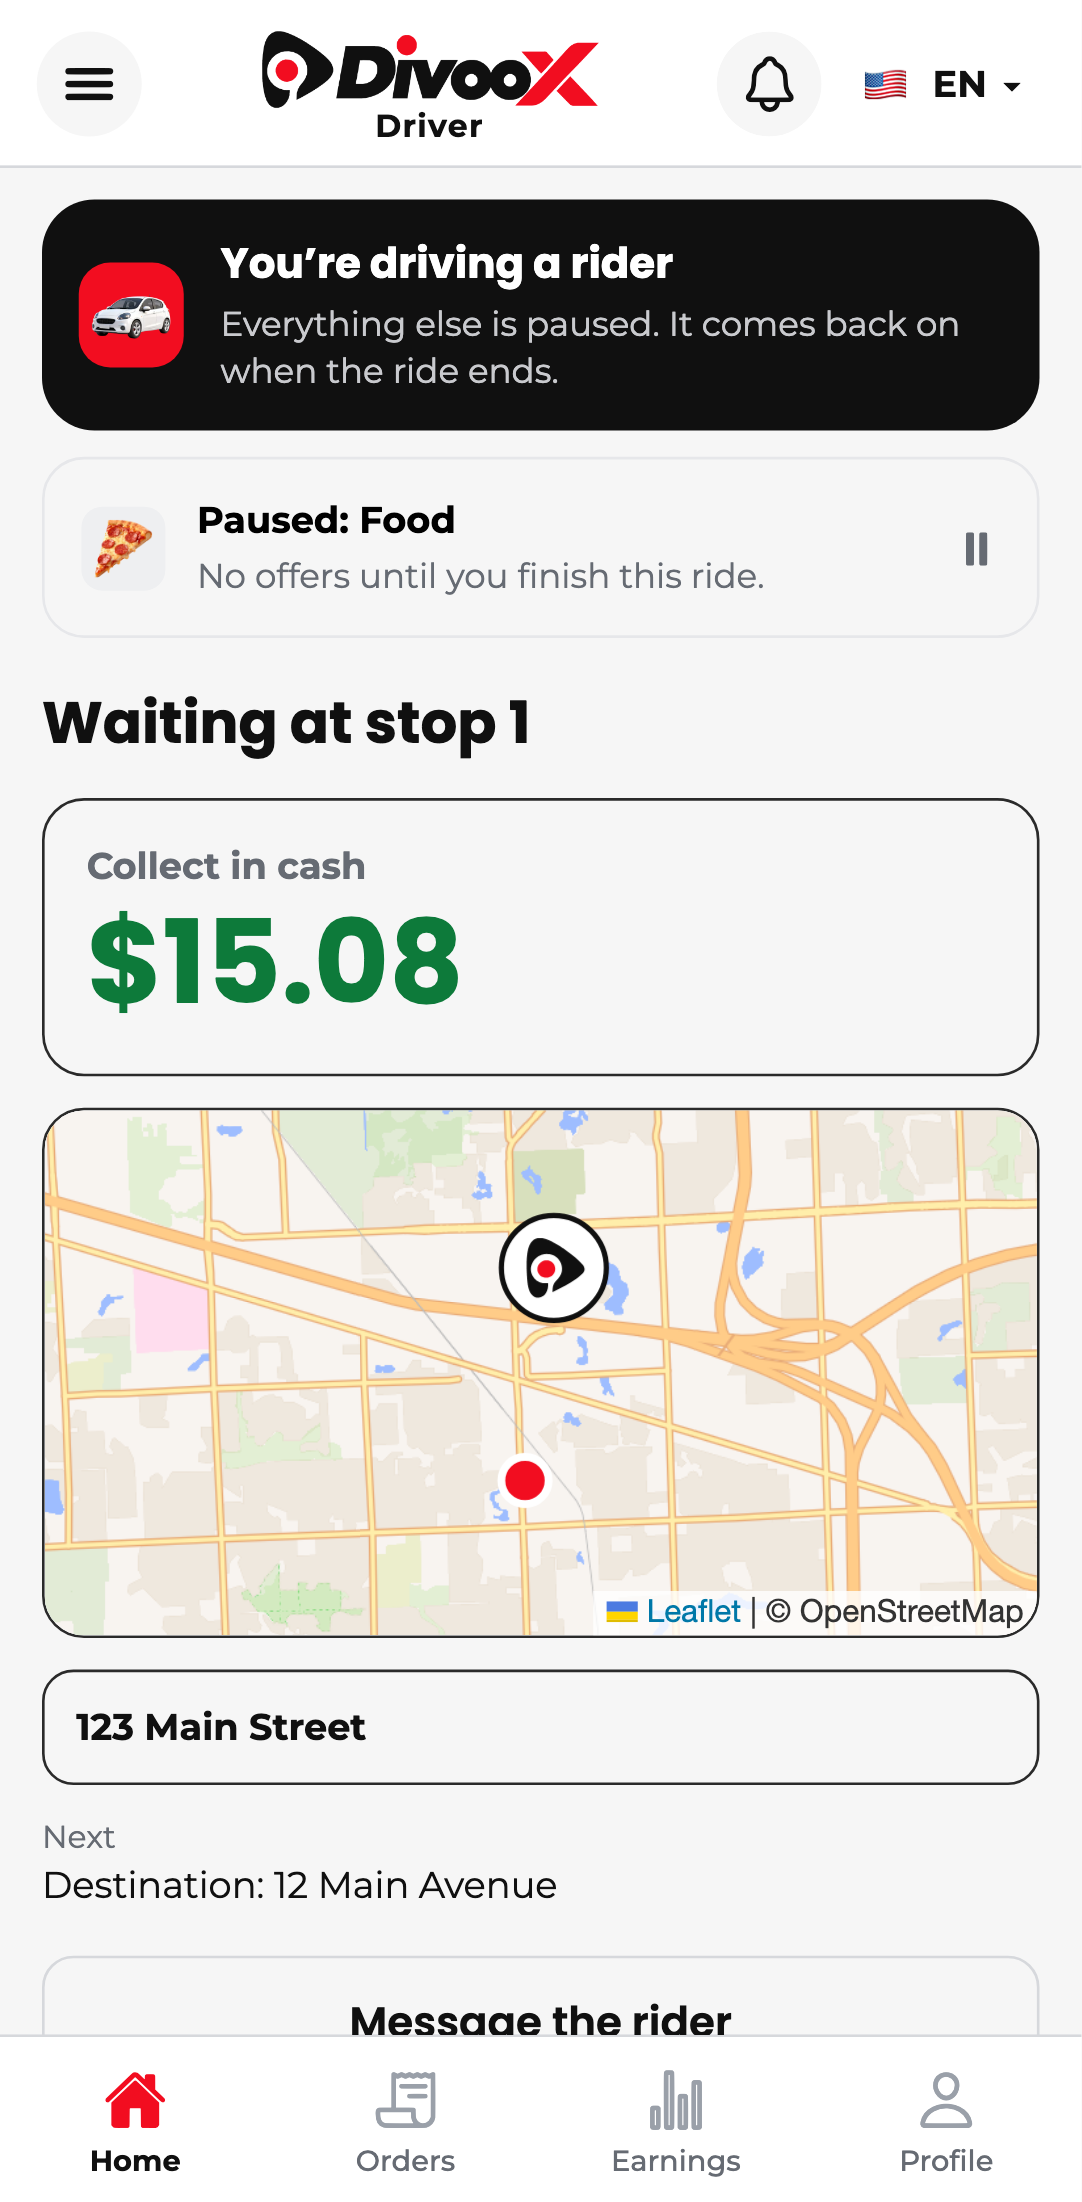 DivooX
Driver
EN
You’re driving a rider
Everything else is paused. It comes back on
when the ride ends.
Paused: Food
No offers until you finish this ride.
Waiting at stop 1
Collect in cash
$15.08
Leaflet | © OpenStreetMap
123 Main Street
Next
Destination: 12 Main Avenue
Message the rider
Home
Orders
Earnings
Profile